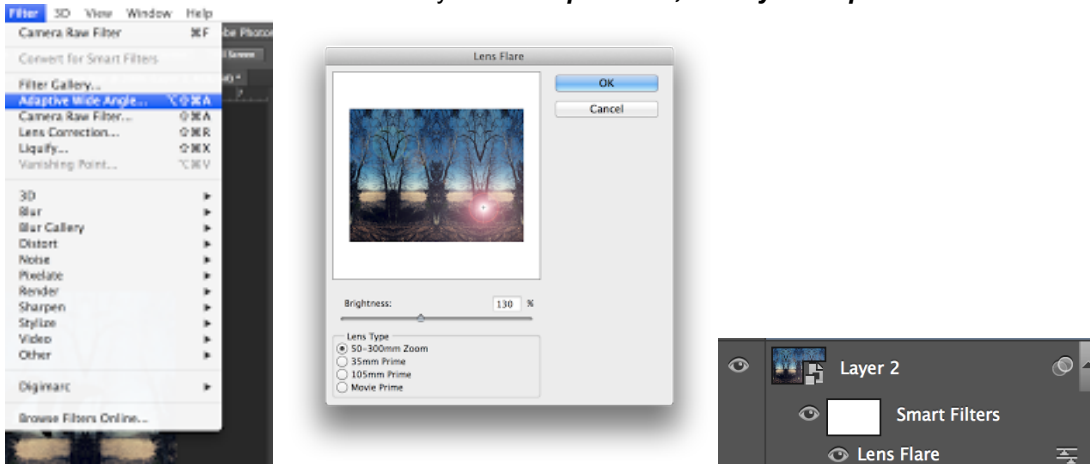 Filter 3D View Window Help
Camera Raw Filter ⌘F
Convert for Smart Filters
Filter Gallery...
Adaptive Wide Angle... ⌥⇧⌘A
Camera Raw Filter... ⇧⌘A
Lens Correction... ⇧⌘R
Liquify... ⇧⌘X
Vanishing Point... ⌥⌘V
3D
Blur
Blur Gallery
Distort
Noise
Pixelate
Render
Sharpen
Stylize
Video
Other
Digimarc
Browse Filters Online...
Lens Flare
OK
Cancel
Brightness: 130 %
Lens Type
50-300mm Zoom
35mm Prime
105mm Prime
Movie Prime
Layer 2
Smart Filters
Lens Flare